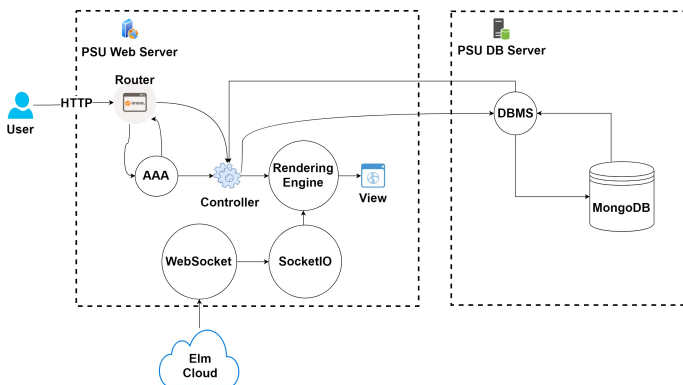 PSU Web Server
PSU DB Server
Router
www.
HTTP
User
DBMS
AAA
Controller
Rendering
Engine
View
MongoDB
WebSocket
SocketIO
Elm
Cloud